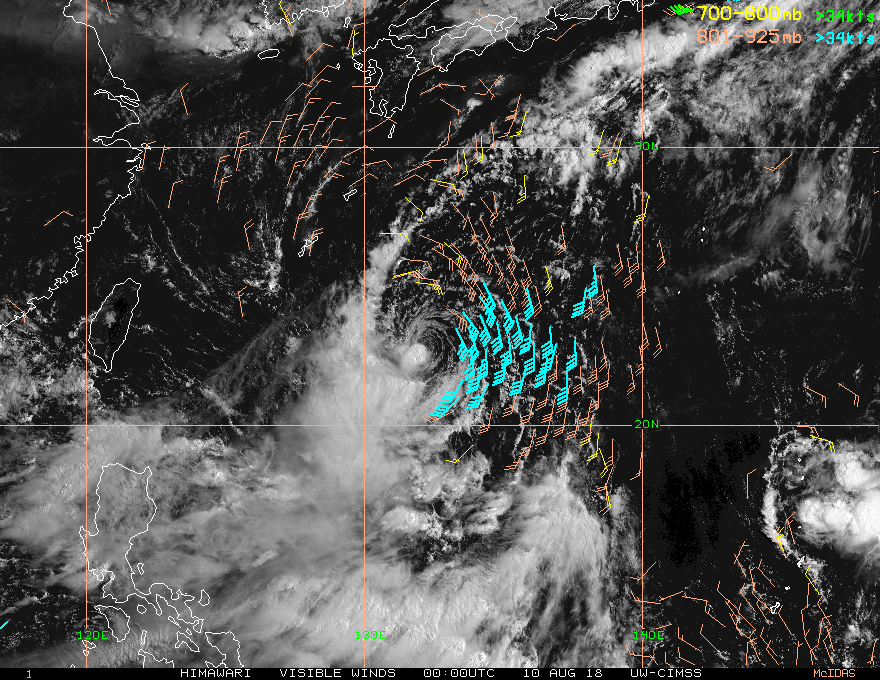 700-800mb >34kts
801-925mb >34kts
30N
20N
120E 130E 140E
1 HIMAWARI VISIBLE WINDS 00:00UTC 10 AUG 18 UW-CIMSS McIDAS